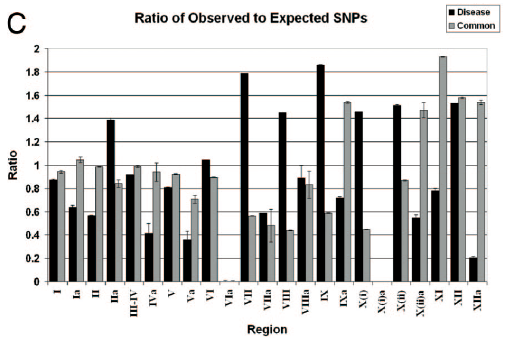 C
Ratio of Observed to Expected SNPs
Disease
Common
Ratio
2
1.8
1.6
1.4
1.2
1
0.8
0.6
0.4
0.2
0
I
Ia
II
IIa
III-IV
IVa
V
Va
VI
VIa
VII
VIIa
VIII
VIIIa
IX
IXa
X(i)
X(i)a
X(ii)
X(ii)a
XI
XII
XIIa
Region